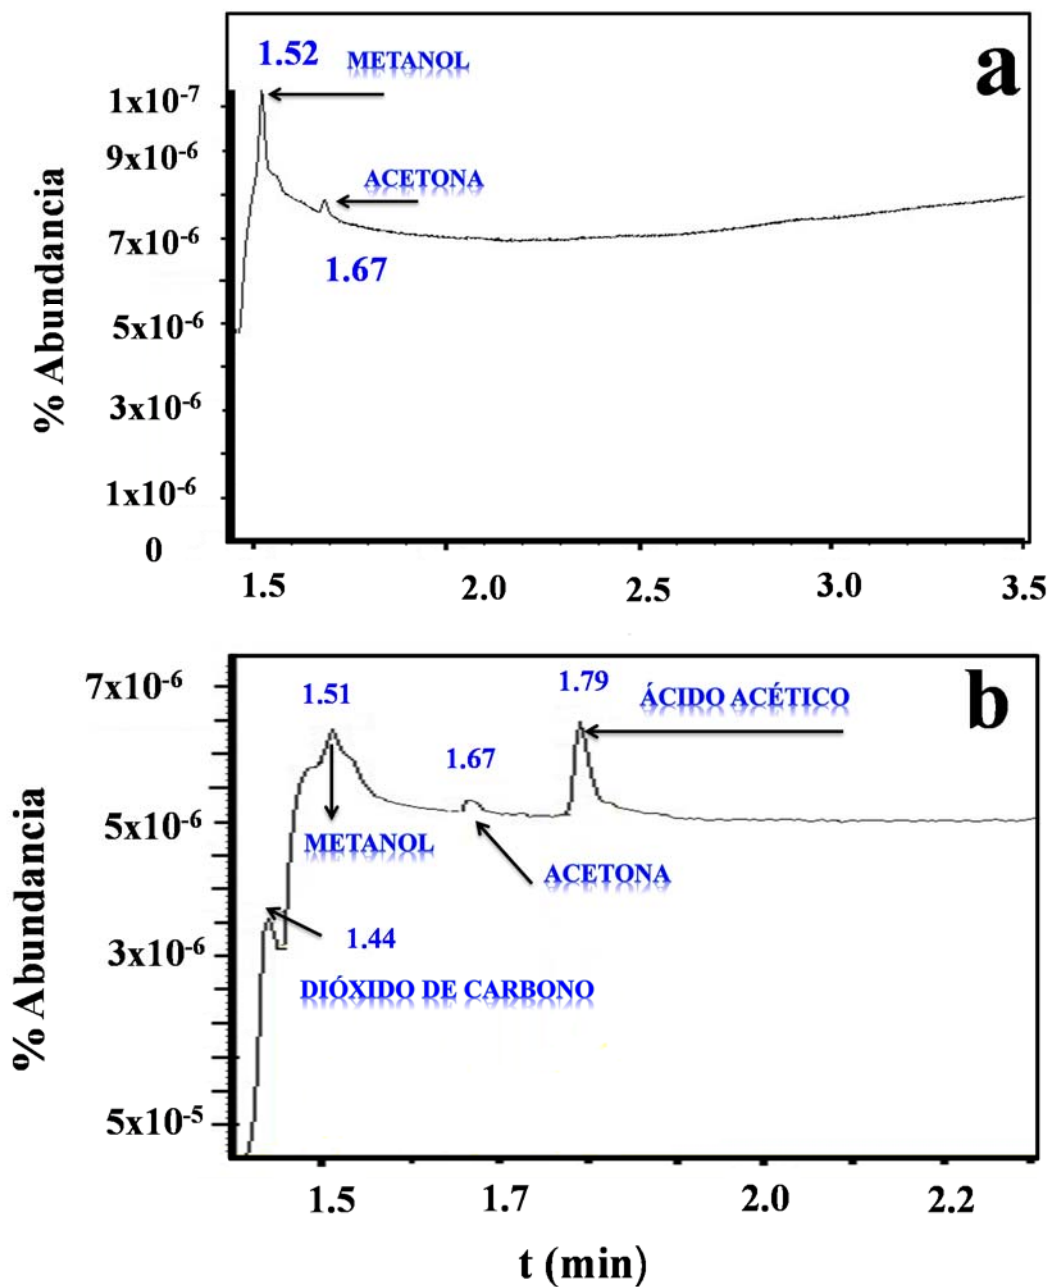 a
1.52 METANOL
1x10-7
9x10-6
ACETONA
7x10-6
1.67
5x10-6
3x10-6
1x10-6
0
% Abundancia
1.5 2.0 2.5 3.0 3.5
b
7x10-6
1.51
1.79
ÁCIDO ACÉTICO
1.67
5x10-6
METANOL
ACETONA
1.44
3x10-6
DIÓXIDO DE CARBONO
5x10-5
% Abundancia
1.5 1.7 2.0 2.2
t (min)